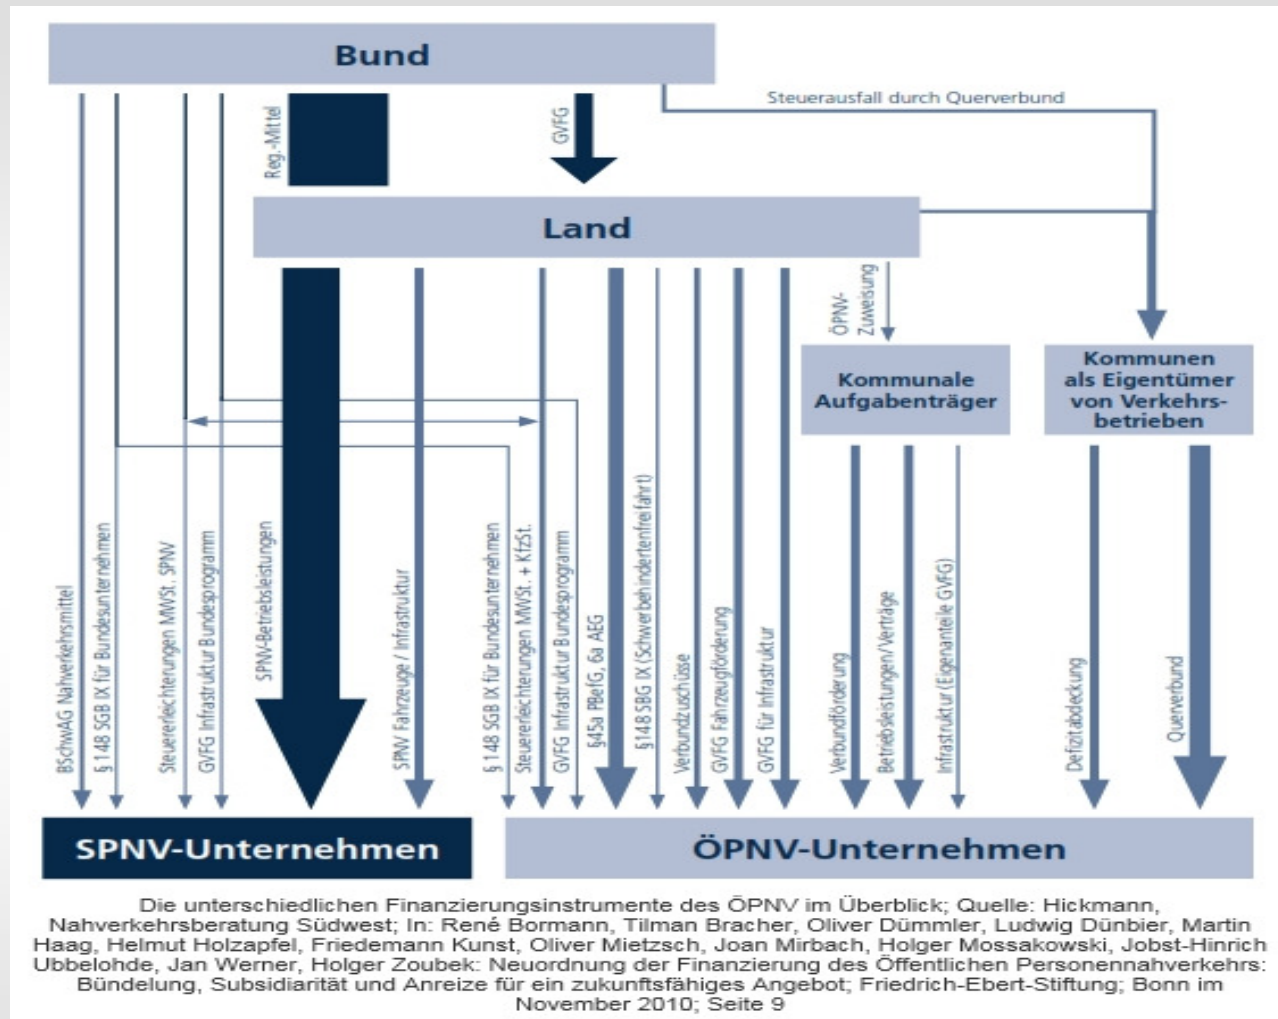 Bund
Steuerausfall durch Querverbund
Reg.-Mittel
GVFG
Land
ÖPNV-
Zuweisung
Kommunale
Aufgabenträger
Kommunen
als Eigentümer
von Verkehrs-
betrieben
BSchwAG Nahverkehrsmittel
§ 148 SGB IX für Bundesunternehmen
Steuererleichterungen MWSt. SPNV
GVFG Infrastruktur Bundesprogramm
SPNV-Betriebsleistungen
SPNV Fahrzeuge / Infrastruktur
§ 148 SGB IX für Bundesunternehmen
Steuererleichterungen MWSt. + KfzSt.
GVFG Infrastruktur Bundesprogramm
§45a PBefG, 6a AEG
§148 SBG IX (Schwerbehindertenfreifahrt)
Verbundzuschüsse
GVFG Fahrzeugförderung
GVFG für Infrastruktur
Verbundförderung
Betriebsleistungen/Verträge
Infrastruktur (Eigenanteile GVFG)
Defizitabdeckung
Querverbund
SPNV-Unternehmen
ÖPNV-Unternehmen
Die unterschiedlichen Finanzierungsinstrumente des ÖPNV im Überblick; Quelle: Hickmann,
Nahverkehrsberatung Südwest; In: René Bormann, Tilman Bracher, Oliver Dümmler, Ludwig Dünbier, Martin
Haag, Helmut Holzapfel, Friedemann Kunst, Oliver Mietzsch, Joan Mirbach, Holger Mossakowski, Jobst-Hinrich
Ubbelohde, Jan Werner, Holger Zoubek: Neuordnung der Finanzierung des Öffentlichen Personennahverkehrs:
Bündelung, Subsidiarität und Anreize für ein zukunftsfähiges Angebot; Friedrich-Ebert-Stiftung; Bonn im
November 2010; Seite 9